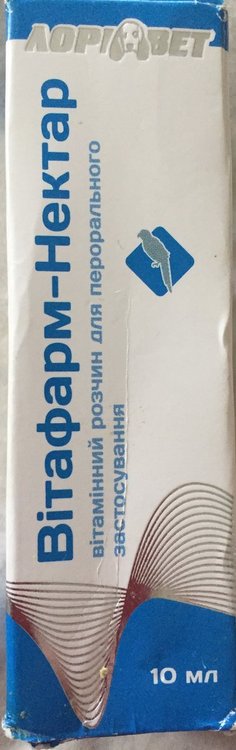 ЛОРІ ВЕТ
Вітафарм-Нектар
вітамінний розчин для перорального
застосування
10 мл